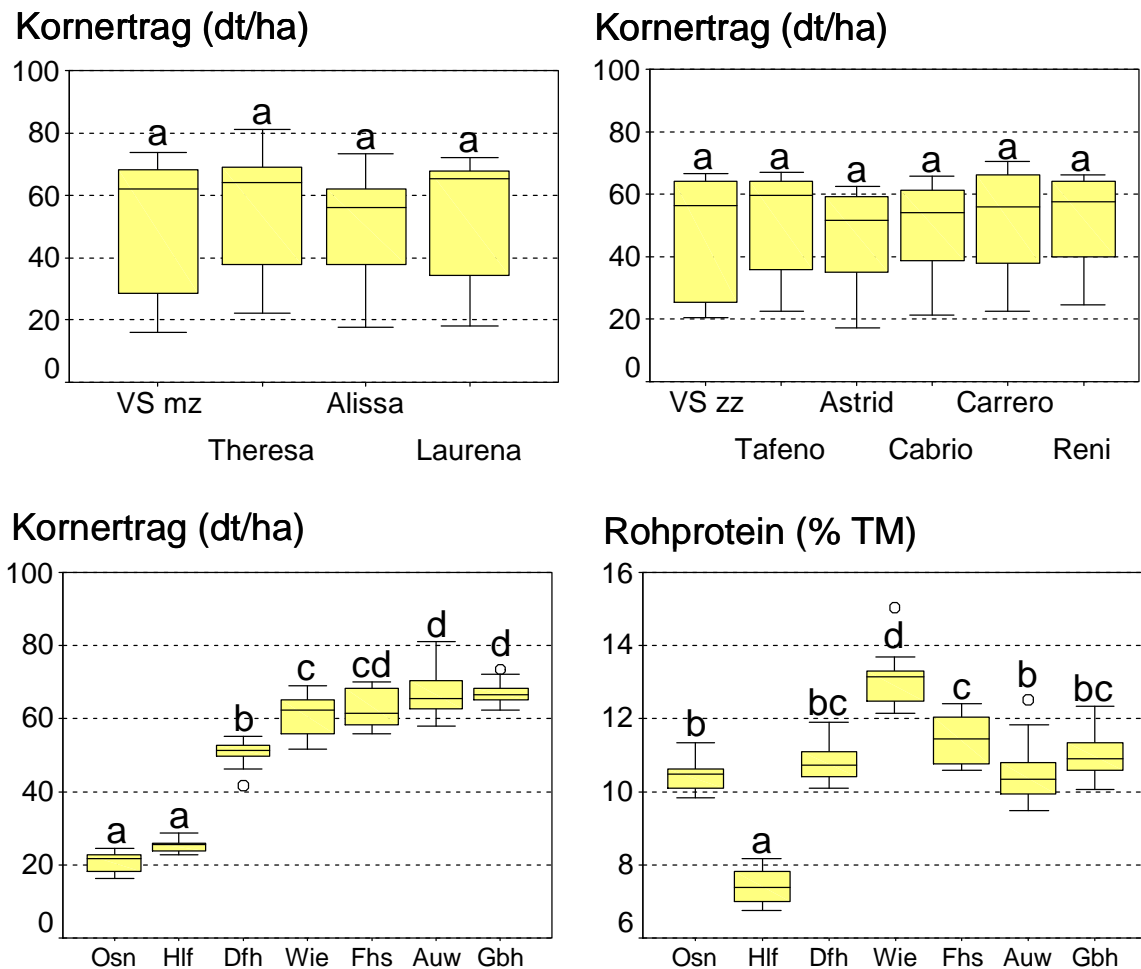 Kornertrag (dt/ha)
100
80
60
40
20
0
a
a
a
a
VS mz
Alissa
Theresa
Laurena
Kornertrag (dt/ha)
100
80
60
40
20
0
a
a
a
a
a
a
VS zz
Astrid
Carrero
Tafeno
Cabrio
Reni
Kornertrag (dt/ha)
100
80
60
40
20
0
a
a
b
c
cd
d
d
Osn Hlf Dfh Wie Fhs Auw Gbh
Rohprotein (% TM)
16
14
12
10
8
6
b
a
bc
d
c
b
bc
Osn Hlf Dfh Wie Fhs Auw Gbh